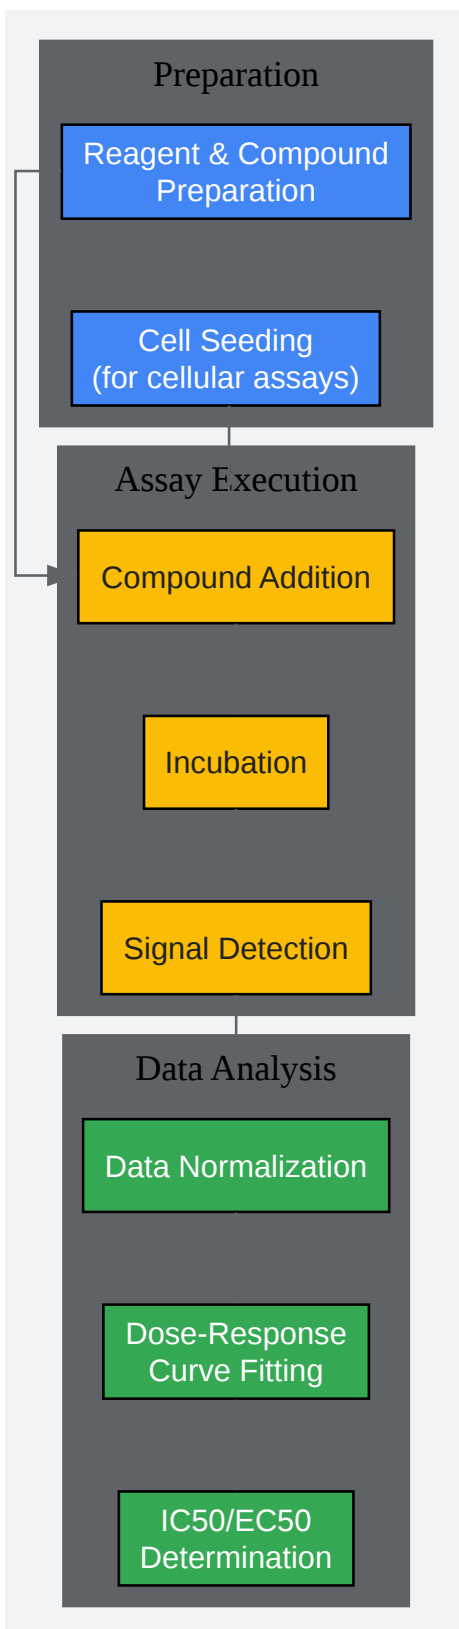 Preparation
Reagent & Compound
Preparation
Cell Seeding
(for cellular assays)
Assay Execution
Compound Addition
Incubation
Signal Detection
Data Analysis
Data Normalization
Dose-Response
Curve Fitting
IC50/EC50
Determination